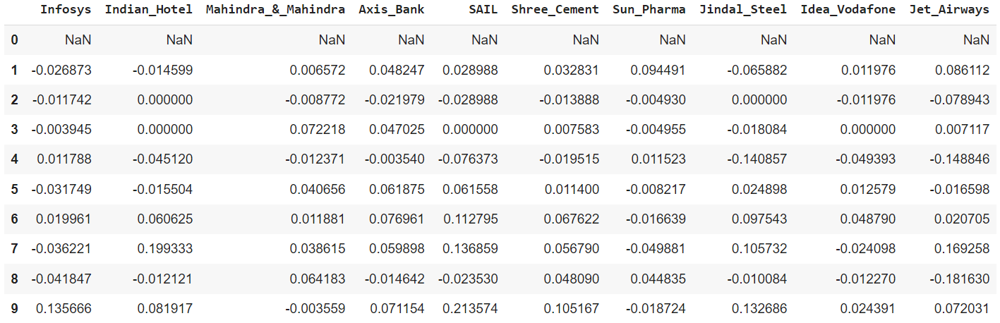 Infosys Indian_Hotel Mahindra_&_Mahindra Axis_Bank SAIL Shree_Cement Sun_Pharma Jindal_Steel Idea_Vodafone Jet_Airways
0 NaN NaN NaN NaN NaN NaN NaN NaN NaN NaN
1 -0.026873 -0.014599 0.006572 0.048247 0.028988 0.032831 0.094491 -0.065882 0.011976 0.086112
2 -0.011742 0.000000 -0.008772 -0.021979 -0.028988 -0.013888 -0.004930 0.000000 -0.011976 -0.078943
3 -0.003945 0.000000 0.072218 0.047025 0.000000 0.007583 -0.004955 -0.018084 0.000000 0.007117
4 0.011788 -0.045120 -0.012371 -0.003540 -0.076373 -0.019515 0.011523 -0.140857 -0.049393 -0.148846
5 -0.031749 -0.015504 0.040656 0.061875 0.061558 0.011400 -0.008217 0.024898 0.012579 -0.016598
6 0.019961 0.060625 0.011881 0.076961 0.112795 0.067622 -0.016639 0.097543 0.048790 0.020705
7 -0.036221 0.199333 0.038615 0.059898 0.136859 0.056790 -0.049881 0.105732 -0.024098 0.169258
8 -0.041847 -0.012121 0.064183 -0.014642 -0.023530 0.048090 0.044835 -0.010084 -0.012270 -0.181630
9 0.135666 0.081917 -0.003559 0.071154 0.213574 0.105167 -0.018724 0.132686 0.024391 0.072031